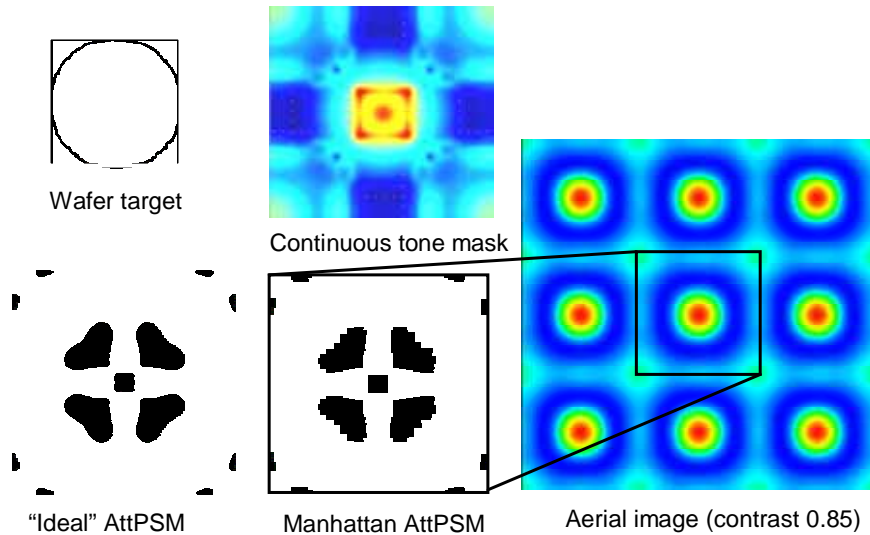 Wafer target
Continuous tone mask
“Ideal” AttPSM
Manhattan AttPSM
Aerial image (contrast 0.85)